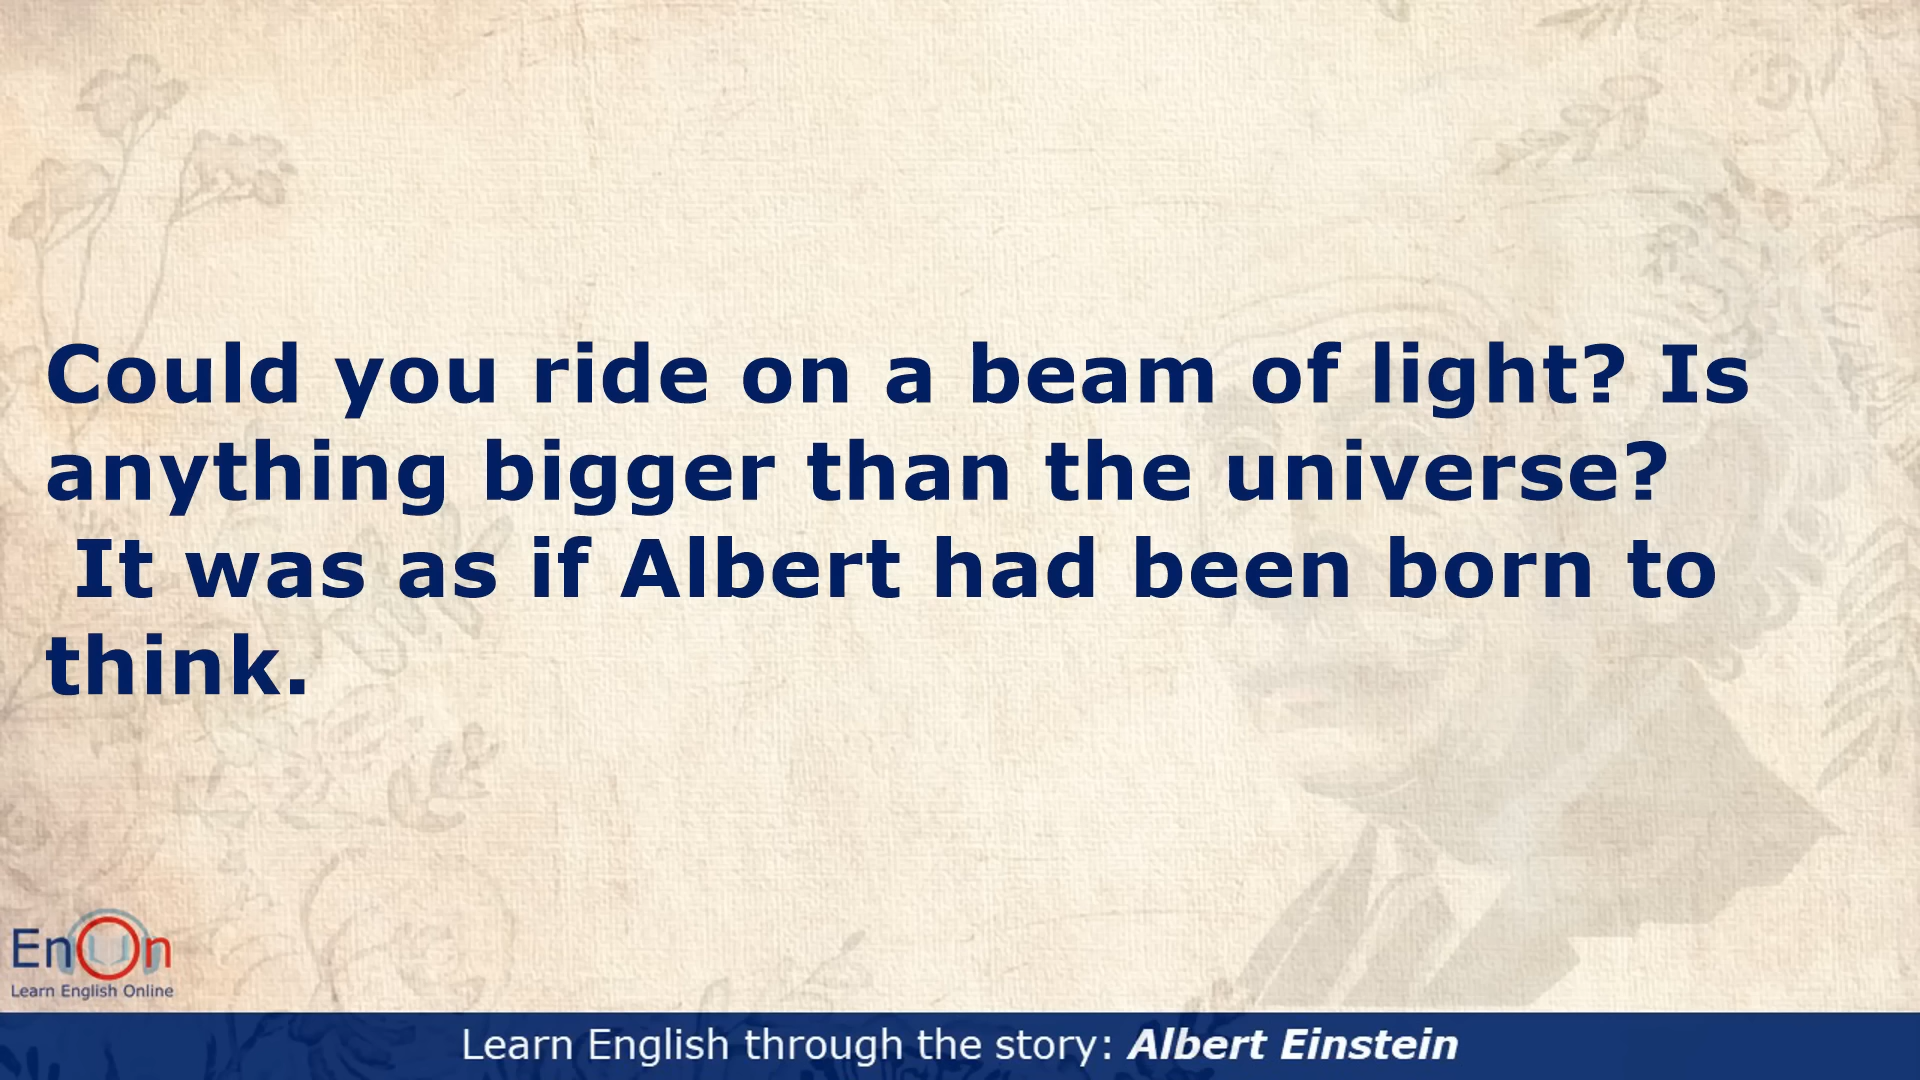 Could you ride on a beam of light? Is
anything bigger than the universe?
It was as if Albert had been born to
think.
EnOn
Learn English Online
Learn English through the story: Albert Einstein